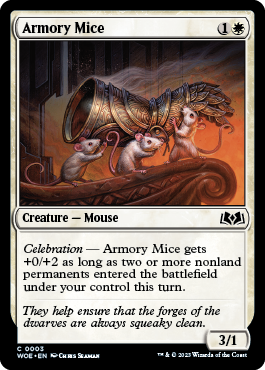 Armory Mice 1
Creature — Mouse
Celebration — Armory Mice gets
+0/+2 as long as two or more nonland
permanents entered the battlefield
under your control this turn.
They help ensure that the forges of the
dwarves are always squeaky clean.
3/1
C 0003
WOE • EN Chris Seaman
™ & © 2023 Wizards of the Coast